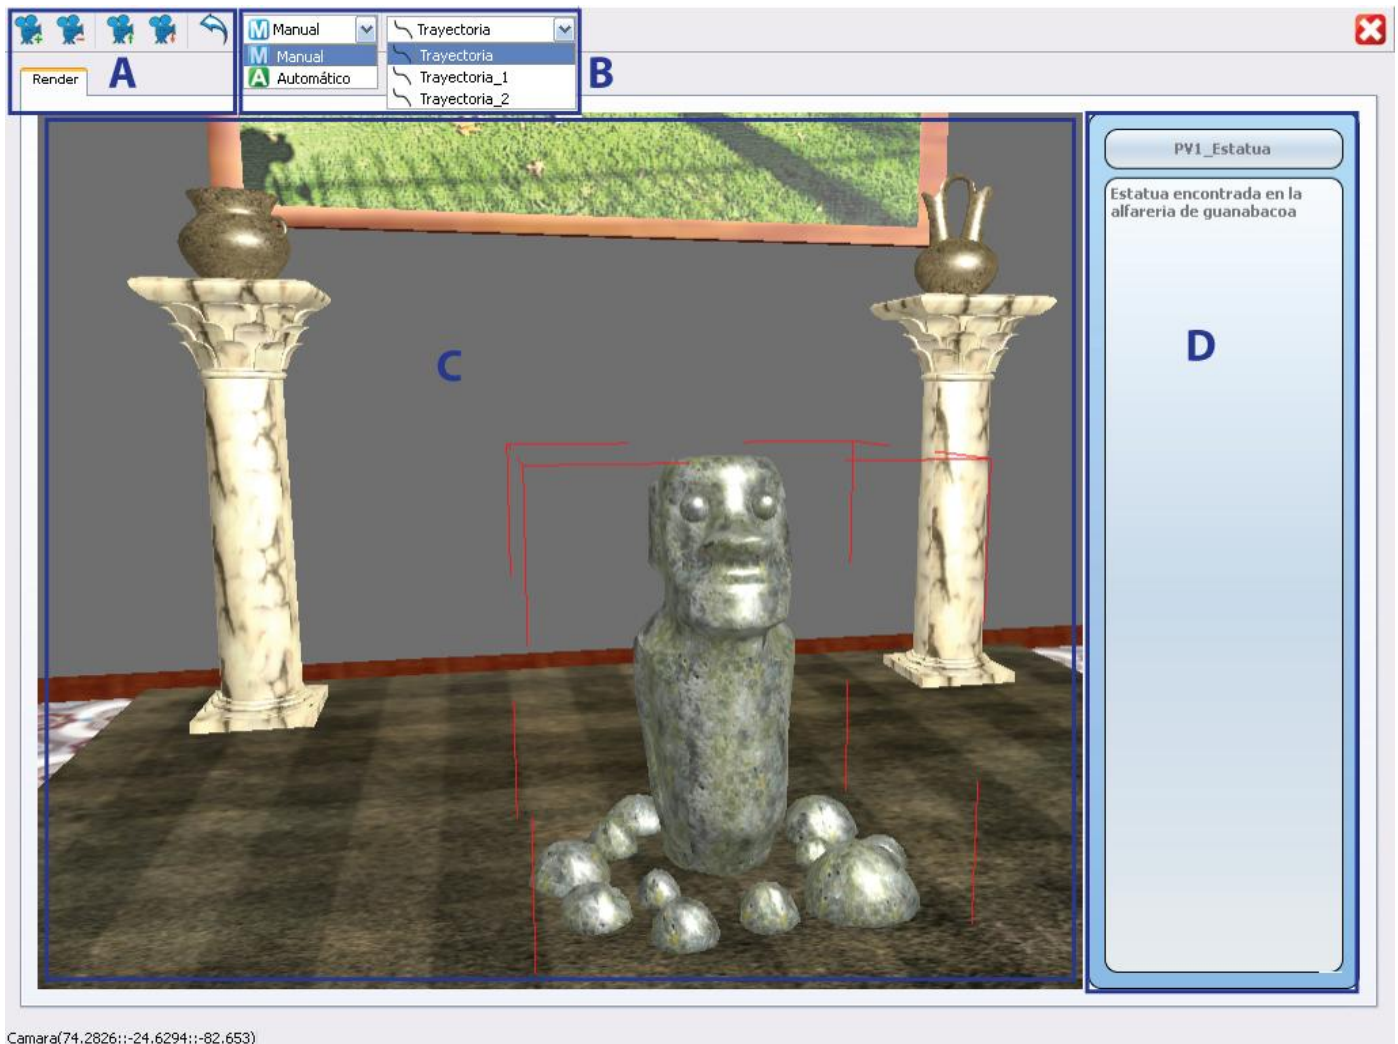 M Manual
Trayectoria
M Manual
A Automático
Trayectoria
Trayectoria_1
Trayectoria_2
Render
A
B
C
D
PV1_Estatua
Estatua encontrada en la
alfareria de guanabacoa
Camara(74.2826::-24.6294::-82.653)